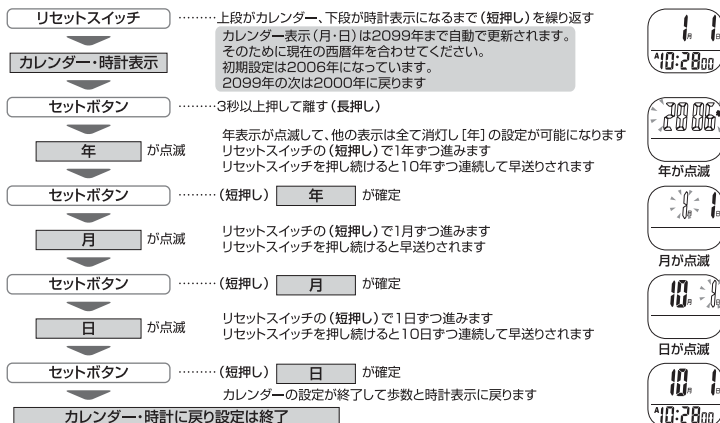 リセットスイッチ ………上段がカレンダー、下段が時計表示になるまで(短押し)を繰り返す
カレンダー・時計表示
カレンダー表示(月・日)は2099年まで自動で更新されます。
そのために現在の西暦年を合わせてください。
初期設定は2006年になっています。
2099年の次は2000年に戻ります
1月 1日
A10:28 00
セットボタン ………3秒以上押して離す(長押し)
年 が点滅
年表示が点滅して、他の表示は全て消灯し[年]の設定が可能になります
リセットスイッチの(短押し)で1年ずつ進みます
リセットスイッチを押し続けると10年ずつ連続して早送りされます
2006
年が点滅
セットボタン ………(短押し) 年 が確定
月 が点滅
リセットスイッチの(短押し)で1月ずつ進みます
リセットスイッチを押し続けると早送りされます
月 1日
月が点滅
セットボタン ………(短押し) 月 が確定
日 が点滅
リセットスイッチの(短押し)で1日ずつ進みます
リセットスイッチを押し続けると10日ずつ連続して早送りされます
10月 日
日が点滅
セットボタン ………(短押し) 日 が確定
カレンダーの設定が終了して歩数と時計表示に戻ります
カレンダー・時計に戻り設定は終了
10月 1日
A10:28 00